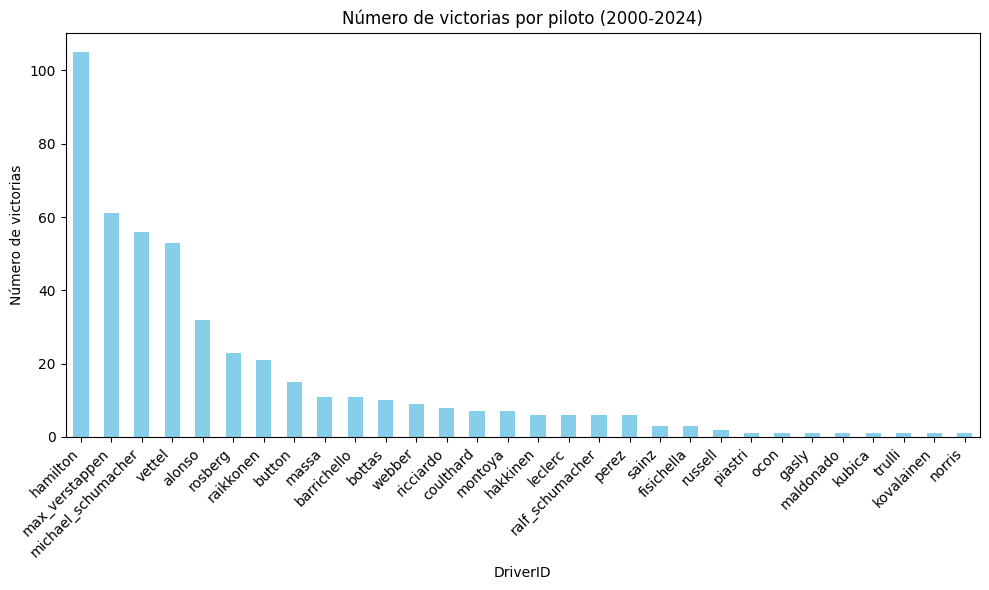 Número de victorias por piloto (2000-2024)
Número de victorias
100
80
60
40
20
0
hamilton
max_verstappen
michael_schumacher
vettel
alonso
rosberg
raikkonen
button
massa
barrichello
bottas
webber
ricciardo
coulthard
montoya
hakkinen
leclerc
ralf_schumacher
perez
sainz
fisichella
russell
piastri
ocon
gasly
maldonado
kubica
trulli
kovalainen
norris
DriverID